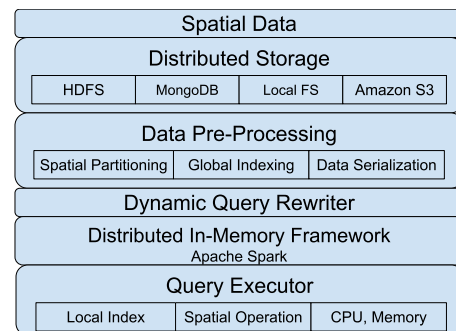 Spatial Data
Distributed Storage
HDFS MongoDB Local FS Amazon S3
Data Pre-Processing
Spatial Partitioning Global Indexing Data Serialization
Dynamic Query Rewriter
Distributed In-Memory Framework
Apache Spark
Query Executor
Local Index Spatial Operation CPU, Memory